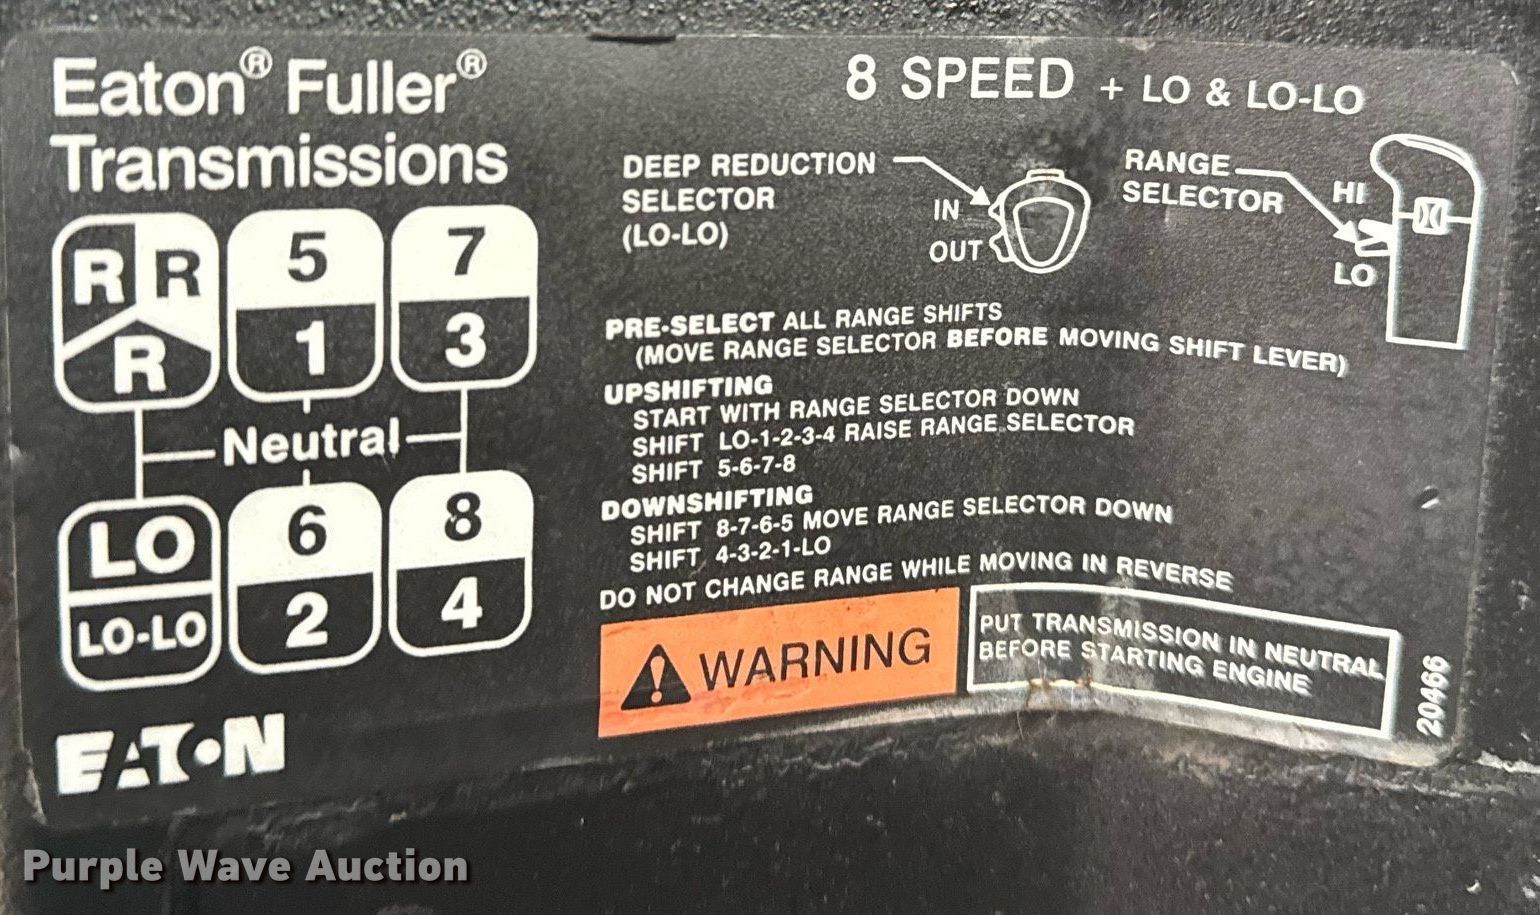 Eaton® Fuller®
Transmissions
8 SPEED + LO & LO-LO
DEEP REDUCTION
SELECTOR
(LO-LO)
IN
OUT
RANGE
SELECTOR
HI
LO
R R 5 7
R 1 3
Neutral
LO 6 8
LO-LO 2 4
PRE-SELECT ALL RANGE SHIFTS
(MOVE RANGE SELECTOR BEFORE MOVING SHIFT LEVER)
UPSHIFTING
START WITH RANGE SELECTOR DOWN
SHIFT LO-1-2-3-4 RAISE RANGE SELECTOR
SHIFT 5-6-7-8
DOWNSHIFTING
SHIFT 8-7-6-5 MOVE RANGE SELECTOR DOWN
SHIFT 4-3-2-1-LO
DO NOT CHANGE RANGE WHILE MOVING IN REVERSE
WARNING
PUT TRANSMISSION IN NEUTRAL
BEFORE STARTING ENGINE
20466
EATON
Purple Wave Auction